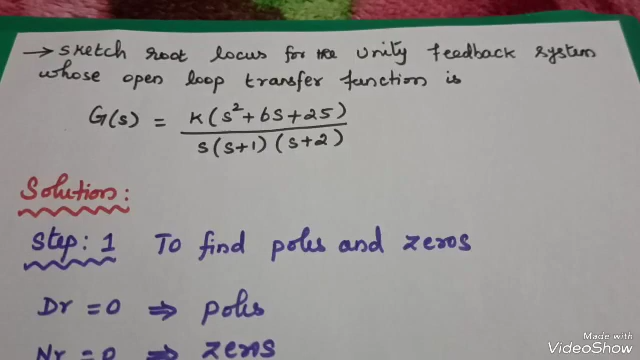 → Sketch root locus for the unity feedback system
whose open loop transfer function is
G(s) = K(s²+6s+25) / s(s+1)(s+2)
Solution:
Step: 1 To find poles and zeros
Dr = 0 ⇒ poles
Nr = 0 ⇒ zeros
Made with
VideoShow